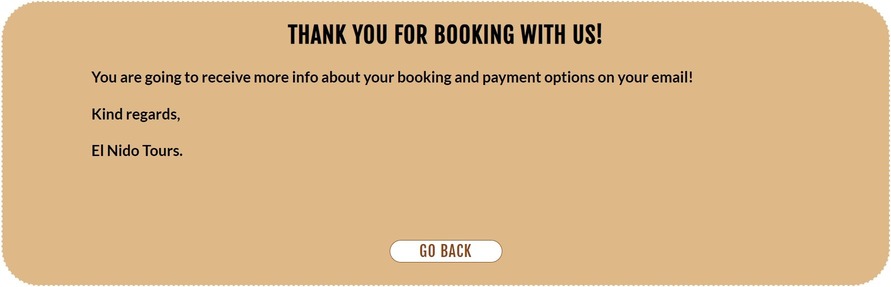 THANK YOU FOR BOOKING WITH US!
You are going to receive more info about your booking and payment options on your email!
Kind regards,
El Nido Tours.
GO BACK